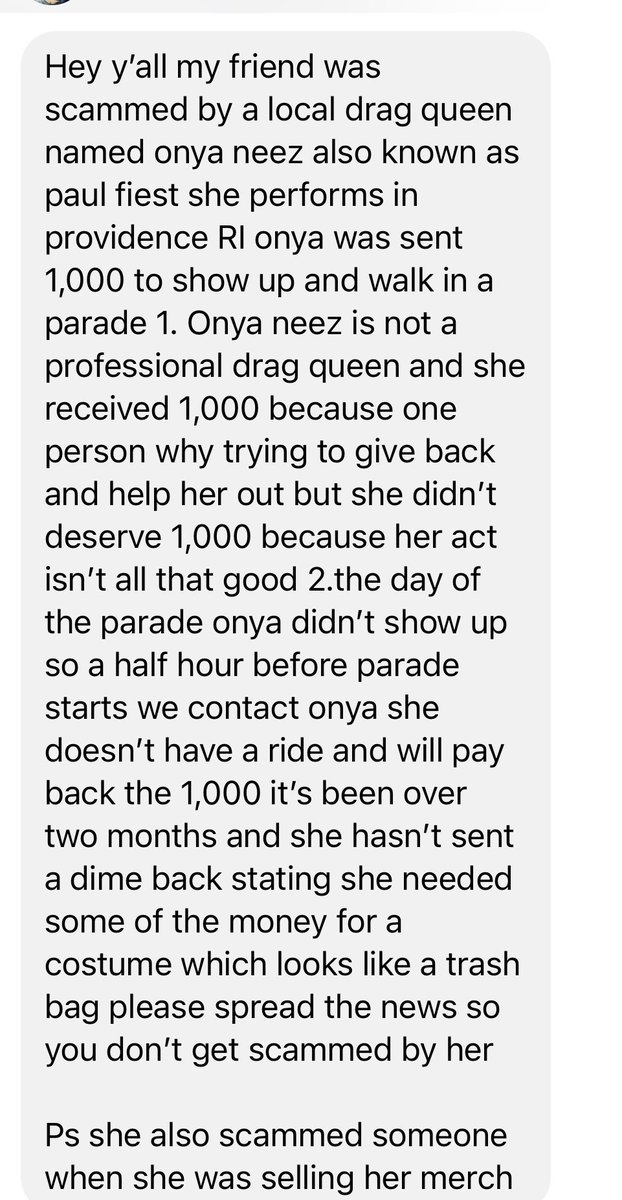 Hey y’all my friend was
scammed by a local drag queen
named onya neez also known as
paul fiest she performs in
providence RI onya was sent
1,000 to show up and walk in a
parade 1. Onya neez is not a
professional drag queen and she
received 1,000 because one
person why trying to give back
and help her out but she didn’t
deserve 1,000 because her act
isn’t all that good 2.the day of
the parade onya didn’t show up
so a half hour before parade
starts we contact onya she
doesn’t have a ride and will pay
back the 1,000 it’s been over
two months and she hasn’t sent
a dime back stating she needed
some of the money for a
costume which looks like a trash
bag please spread the news so
you don’t get scammed by her
Ps she also scammed someone
when she was selling her merch